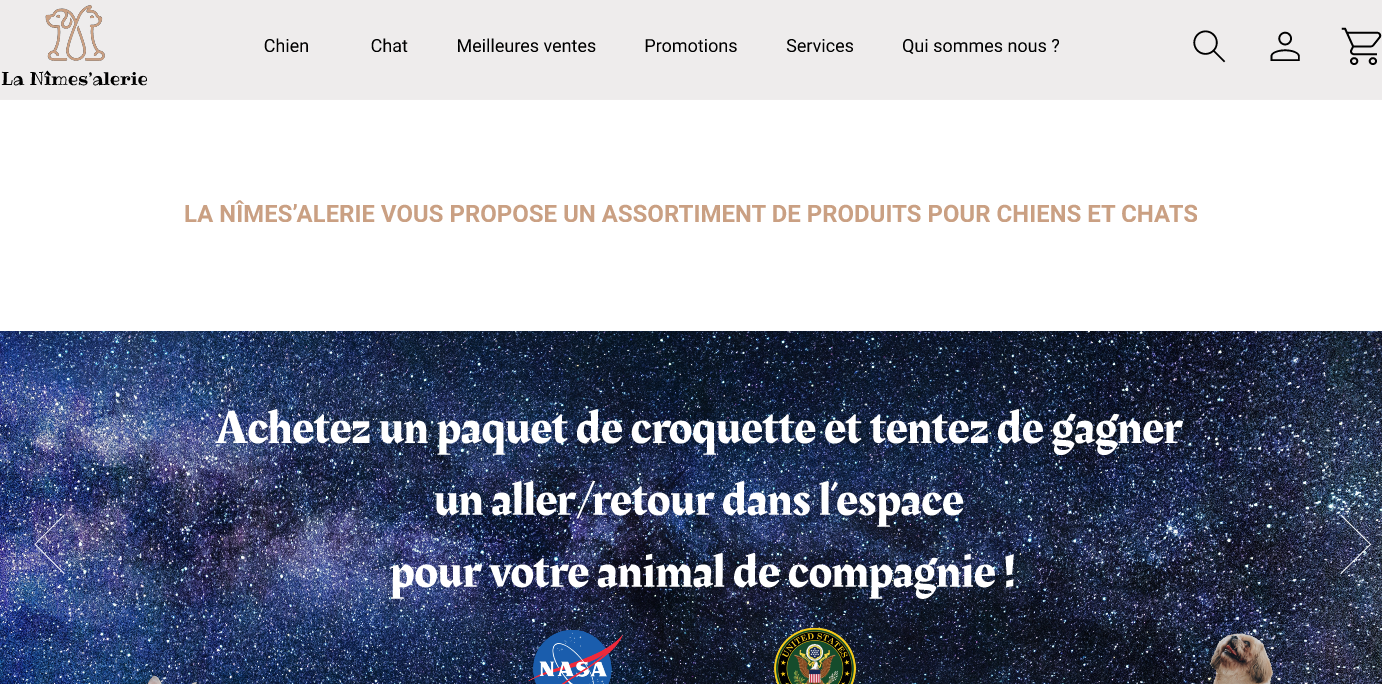 La Nîmes’alerie
Chien
Chat
Meilleures ventes
Promotions
Services
Qui sommes nous ?
LA NÎMES’ALERIE VOUS PROPOSE UN ASSORTIMENT DE PRODUITS POUR CHIENS ET CHATS
Achetez un paquet de croquette et tentez de gagner
un aller/retour dans l'espace
pour votre animal de compagnie !
NASA
UNITED STATES